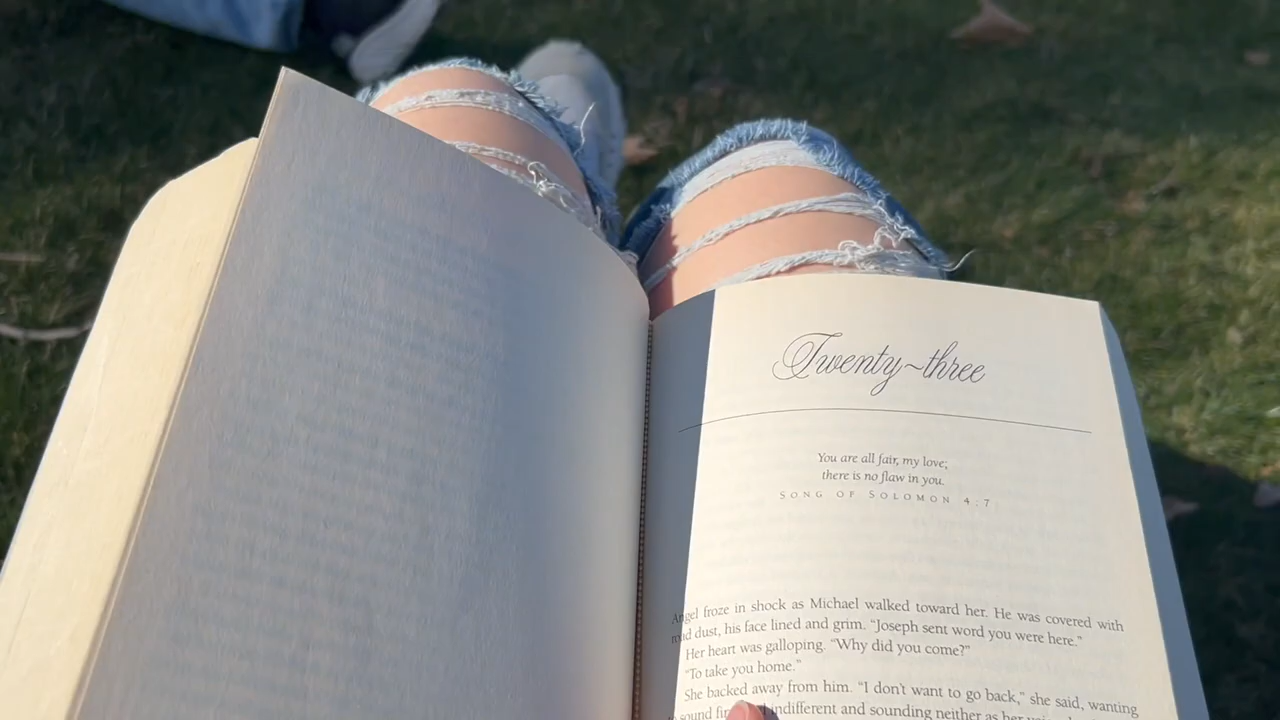 Twenty~three
You are all fair, my love;
there is no flaw in you.
SONG OF SOLOMON 4:7
Angel froze in shock as Michael walked toward her. He was covered with
road dust, his face lined and grim. “Joseph sent word you were here.”
Her heart was galloping. “Why did you come?”
“To take you home.”
She backed away from him. “I don’t want to go back,” she said, wanting
to sound indifferent and sounding neither as her